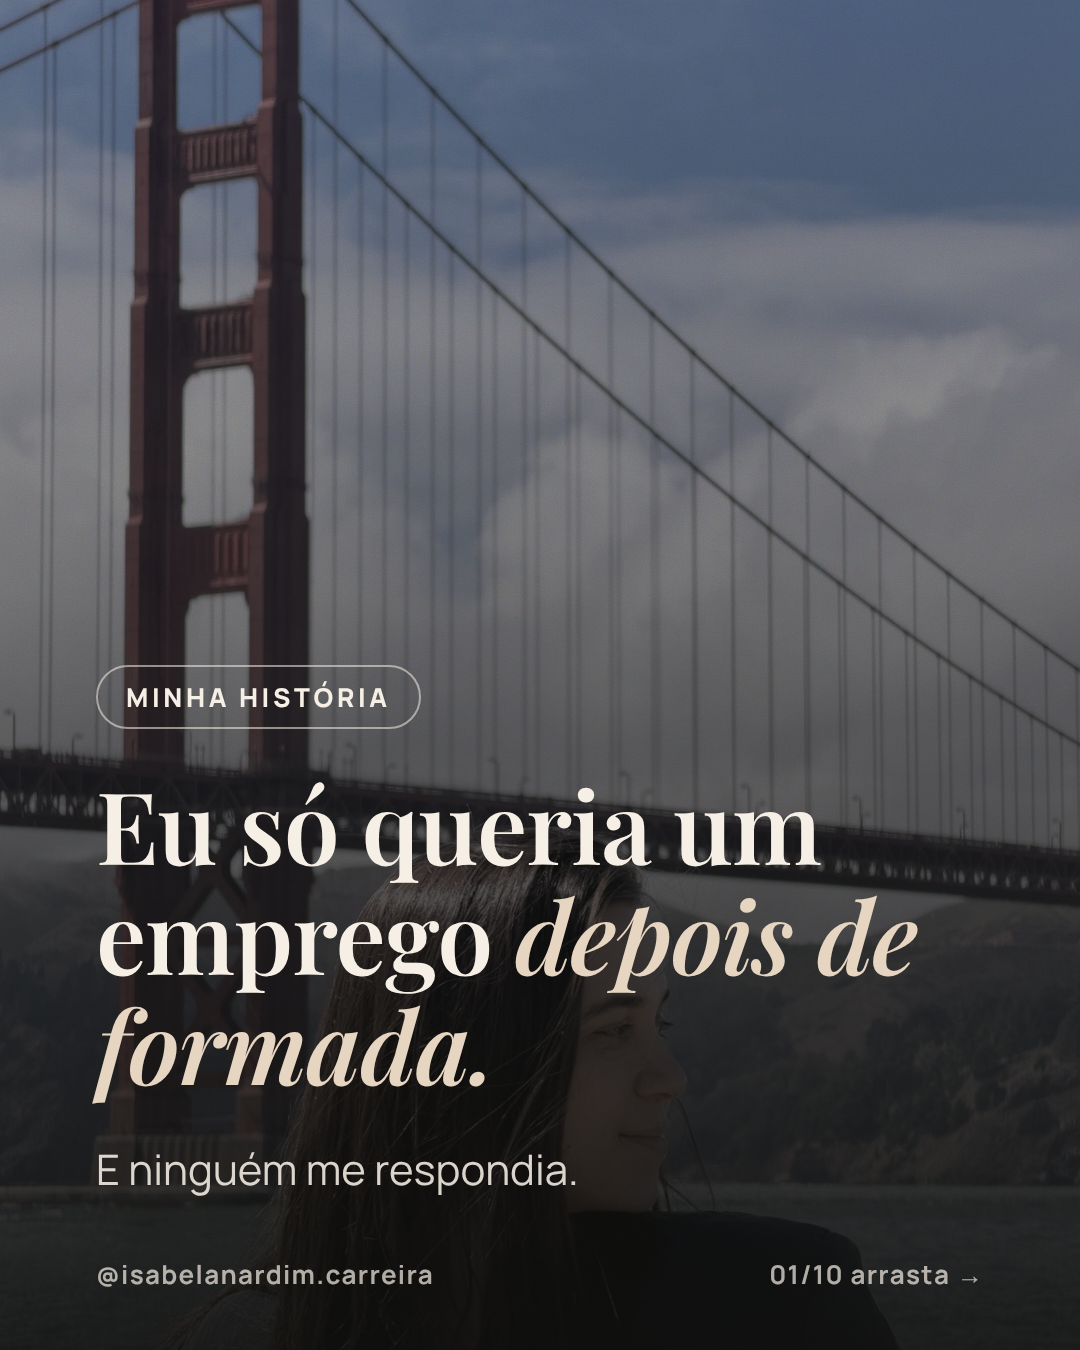 MINHA HISTÓRIA
Eu só queria um
emprego depois de
formada.
E ninguém me respondia.
@isabelanardim.carreira
01/10 arrasta →